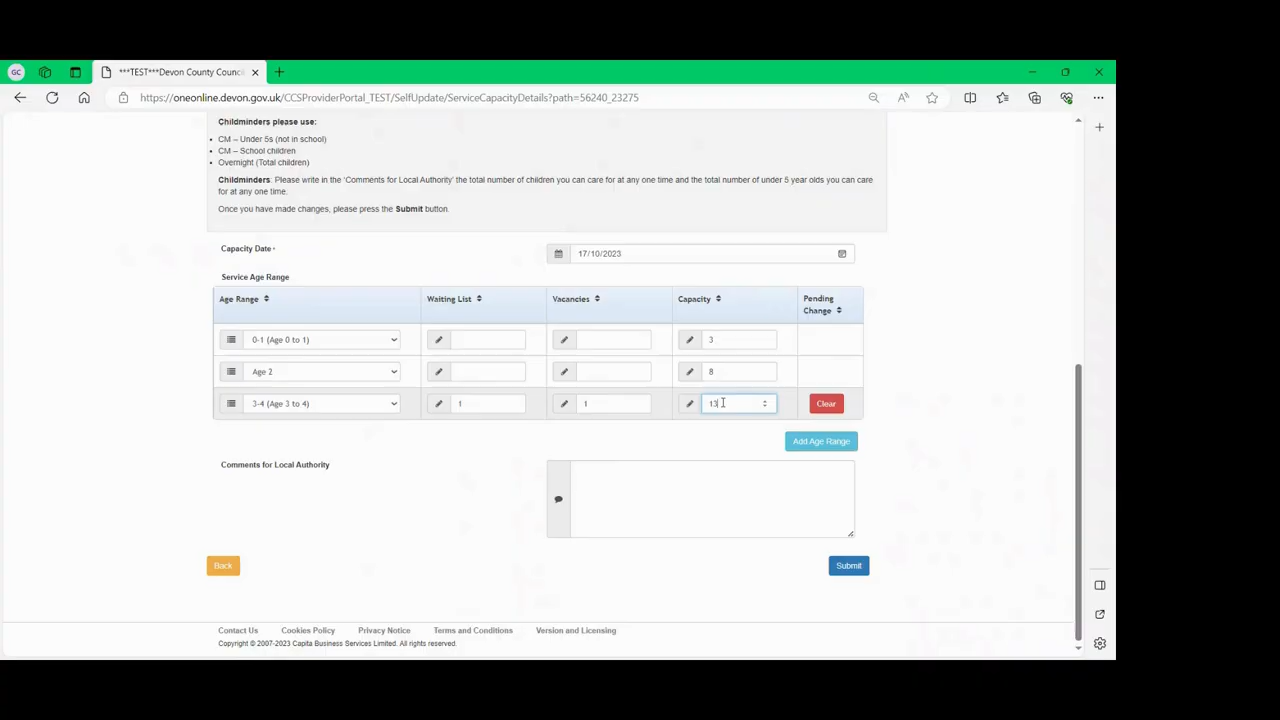 GC
***TEST***Devon County Counci
https://oneonline.devon.gov.uk/CCSProviderPortal_TEST/SelfUpdate/ServiceCapacityDetails?path=56240_23275
Childminders please use:
CM – Under 5s (not in school)
CM – School children
Overnight (Total children)
Childminders: Please write in the 'Comments for Local Authority' the total number of children you can care for at any one time and the total number of under 5 year olds you can care
for at any one time.
Once you have made changes, please press the Submit button.
Capacity Date
17/10/2023
Service Age Range
Age Range Waiting List Vacancies Capacity Pending
Change
0-1 (Age 0 to 1) 3
Age 2 8
3-4 (Age 3 to 4) 1 1 13 Clear
Add Age Range
Comments for Local Authority
Back Submit
Contact Us Cookies Policy Privacy Notice Terms and Conditions Version and Licensing
Copyright © 2007-2023 Capita Business Services Limited. All rights reserved.